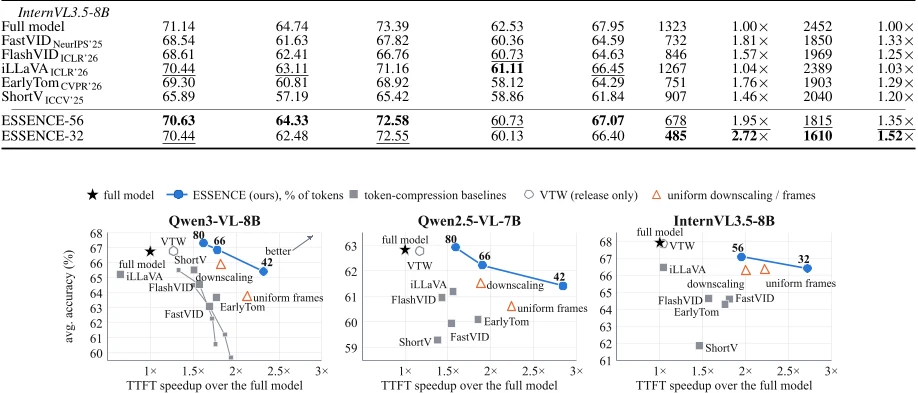 InternVL3.5-8B
Full model 71.14 64.74 73.39 62.53 67.95 1323 1.00× 2452 1.00×
FastVID NeurIPS'25 68.54 61.63 67.82 60.36 64.59 732 1.81× 1850 1.33×
FlashVID ICLR'26 68.61 62.41 66.76 60.73 64.63 846 1.57× 1969 1.25×
iLLaVA ICLR'26 70.44 63.11 71.16 61.11 66.45 1267 1.04× 2389 1.03×
EarlyTom CVPR'26 69.30 60.81 68.92 58.12 64.29 751 1.76× 1903 1.29×
ShortV ICCV'25 65.89 57.19 65.42 58.86 61.84 907 1.46× 2040 1.20×
ESSENCE-56 70.63 64.33 72.58 60.73 67.07 678 1.95× 1815 1.35×
ESSENCE-32 70.44 62.48 72.55 60.13 66.40 485 2.72× 1610 1.52×
full model ESSENCE (ours), % of tokens token-compression baselines VTW (release only) uniform downscaling / frames
Qwen3-VL-8B
68
67
66
65
64
63
62
61
60
avg. accuracy (%)
80
66
42
VTW
better
full model
ShortV
downscaling
iLLaVA
FlashVID
uniform frames
EarlyTom
FastVID
1× 1.5× 2× 2.5× 3×
TTFT speedup over the full model
Qwen2.5-VL-7B
63
62
61
60
59
80
full model
66
VTW
42
iLLaVA
downscaling
FlashVID
uniform frames
EarlyTom
FastVID
ShortV
1× 1.5× 2× 2.5× 3×
TTFT speedup over the full model
InternVL3.5-8B
68
67
66
65
64
63
62
61
full model
VTW
56
32
iLLaVA
downscaling
uniform frames
FlashVID
FastVID
EarlyTom
ShortV
1× 1.5× 2× 2.5× 3×
TTFT speedup over the full model